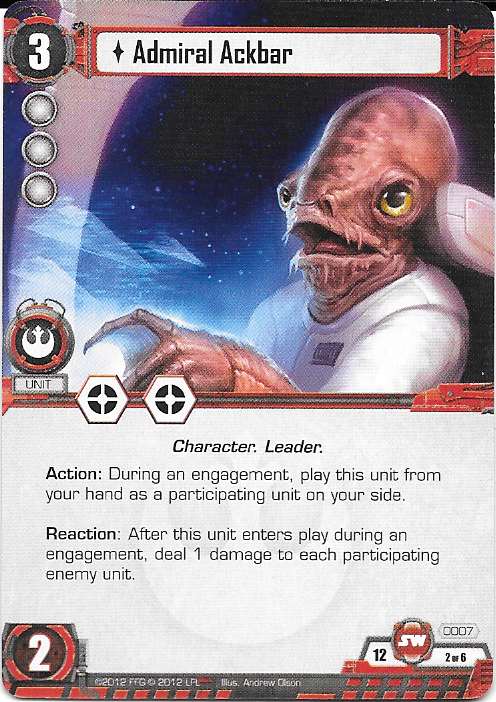 3
Admiral Ackbar
UNIT
Character. Leader.
Action: During an engagement, play this unit from
your hand as a participating unit on your side.
Reaction: After this unit enters play during an
engagement, deal 1 damage to each participating
enemy unit.
2
12
SW
0007
2 of 6
©2012 FFG © 2012 LFL Illus. Andrew Olson